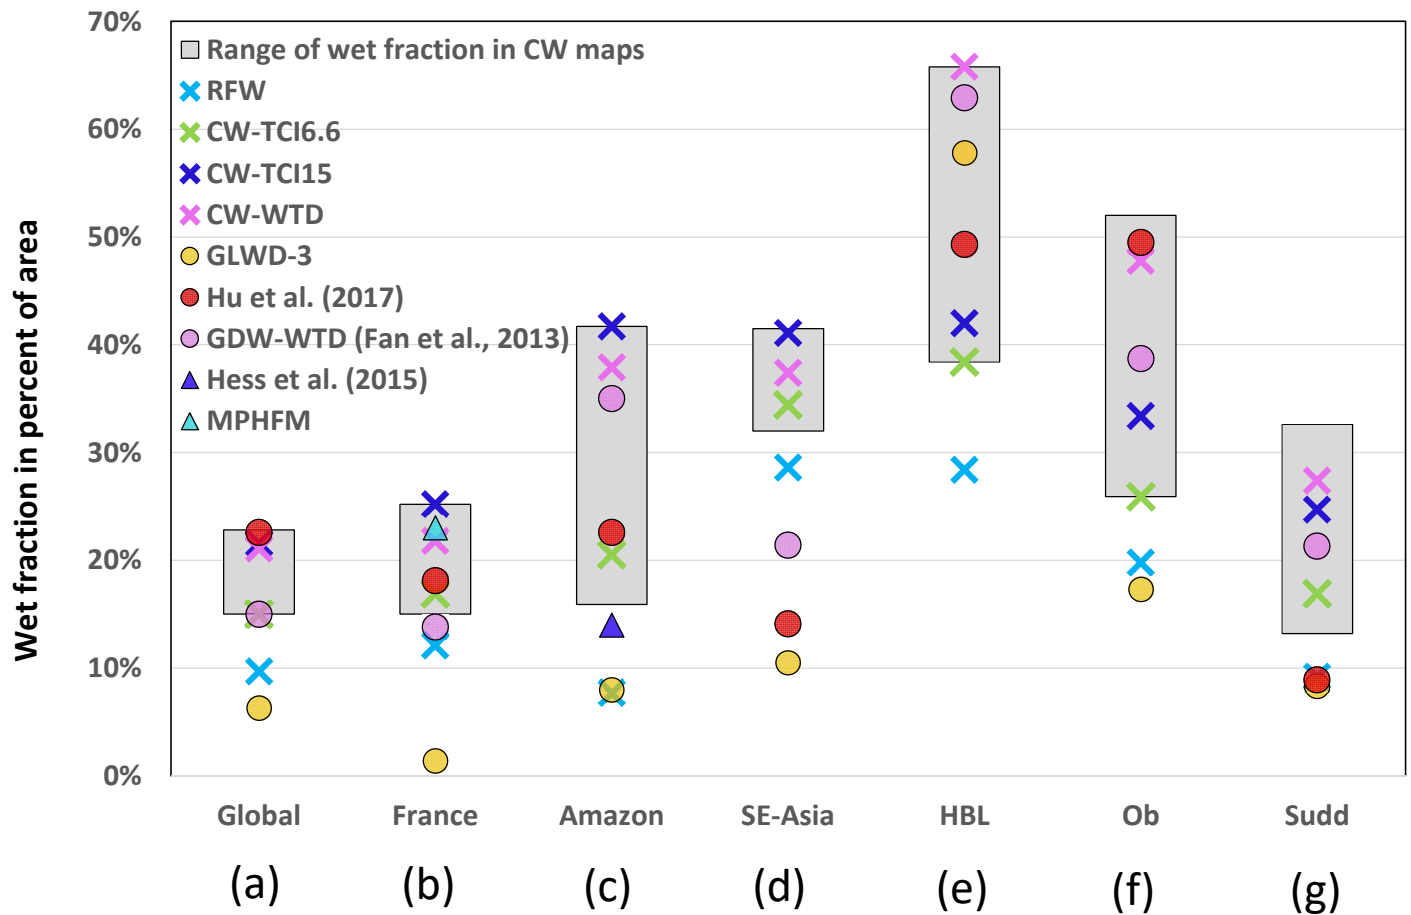 Wet fraction in percent of area
70%
60%
50%
40%
30%
20%
10%
0%
Range of wet fraction in CW maps
RFW
CW-TCI6.6
CW-TCI15
CW-WTD
GLWD-3
Hu et al. (2017)
GDW-WTD (Fan et al., 2013)
Hess et al. (2015)
MPHFM
Global France Amazon SE-Asia HBL Ob Sudd
(a) (b) (c) (d) (e) (f) (g)